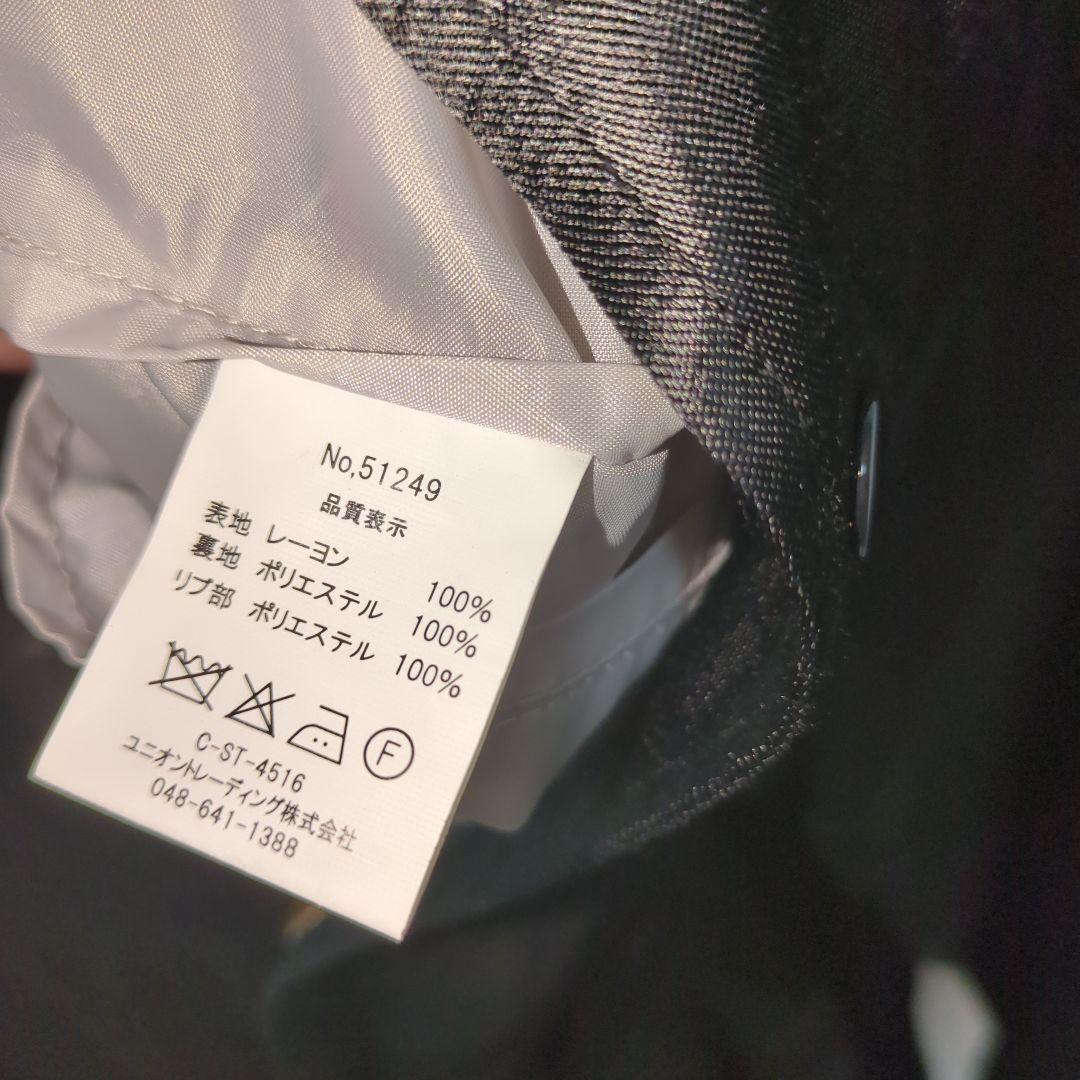 No,51249
品質表示
表地 レーヨン 100%
裏地 ポリエステル 100%
リブ部 ポリエステル 100%
F
C-ST-4516
ユニオントレーディング株式会社
048-641-1388